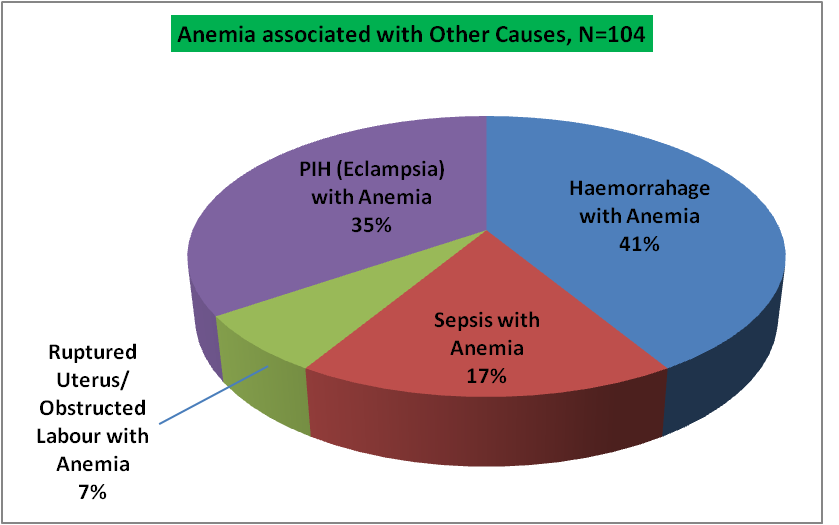 Anemia associated with Other Causes, N=104
PIH (Eclampsia)
with Anemia
35%
Haemorrahage
with Anemia
41%
Sepsis with
Anemia
17%
Ruptured
Uterus/
Obstructed
Labour with
Anemia
7%